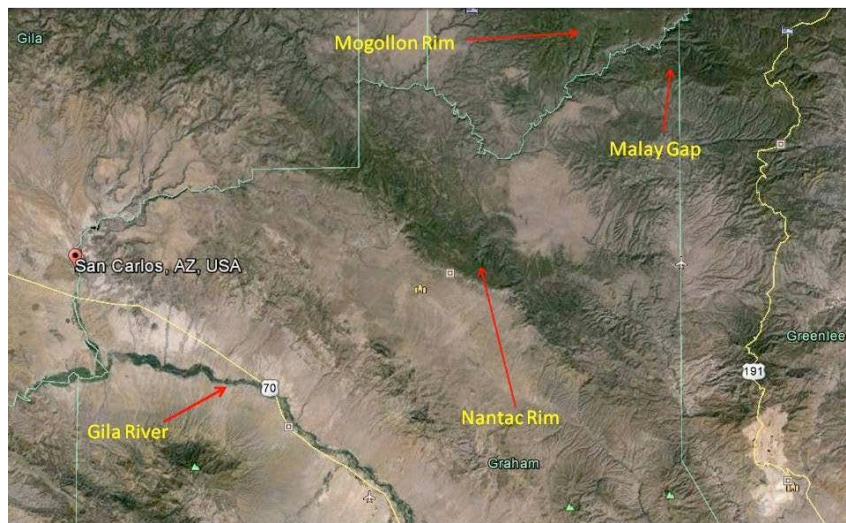 Gila
Mogollon Rim
Malay Gap
San Carlos, AZ, USA
Greenlee
191
70
Gila River
Nantac Rim
Graham